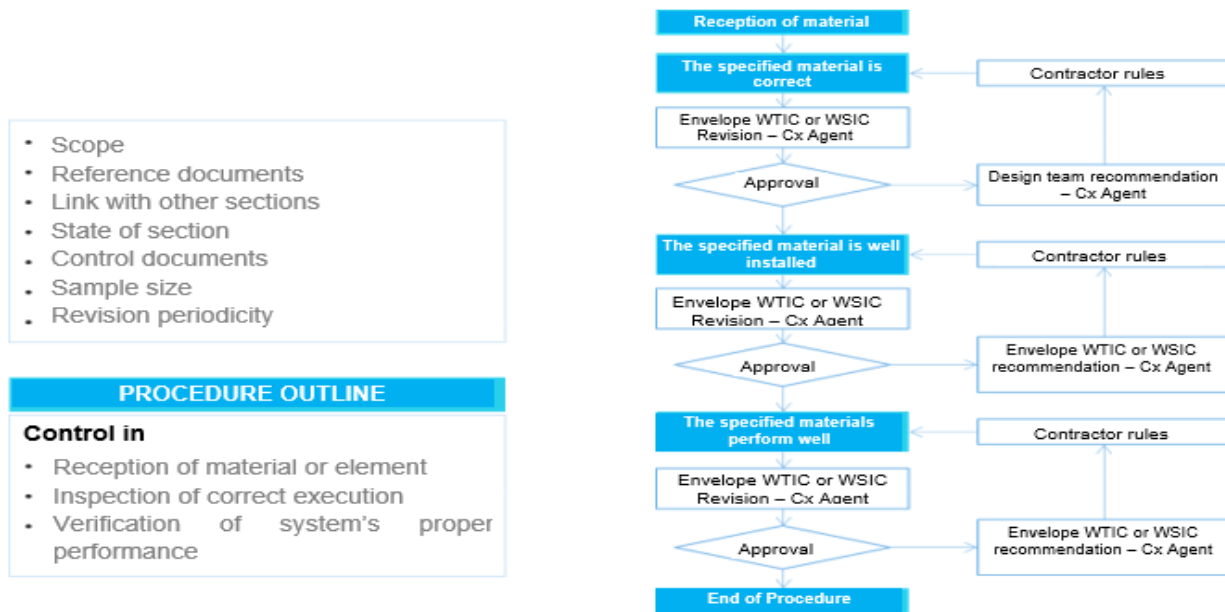 • Scope
• Reference documents
• Link with other sections
• State of section
• Control documents
• Sample size
• Revision periodicity
PROCEDURE OUTLINE
Control in
• Reception of material or element
• Inspection of correct execution
• Verification of system’s proper
performance
Reception of material
The specified material is
correct
Contractor rules
Envelope WTIC or WSIC
Revision – Cx Agent
Approval
Design team recommendation
– Cx Agent
The specified material is well
installed
Contractor rules
Envelope WTIC or WSIC
Revision – Cx Agent
Approval
Envelope WTIC or WSIC
recommendation – Cx Agent
The specified materials
perform well
Contractor rules
Envelope WTIC or WSIC
Revision – Cx Agent
Approval
Envelope WTIC or WSIC
recommendation – Cx Agent
End of Procedure